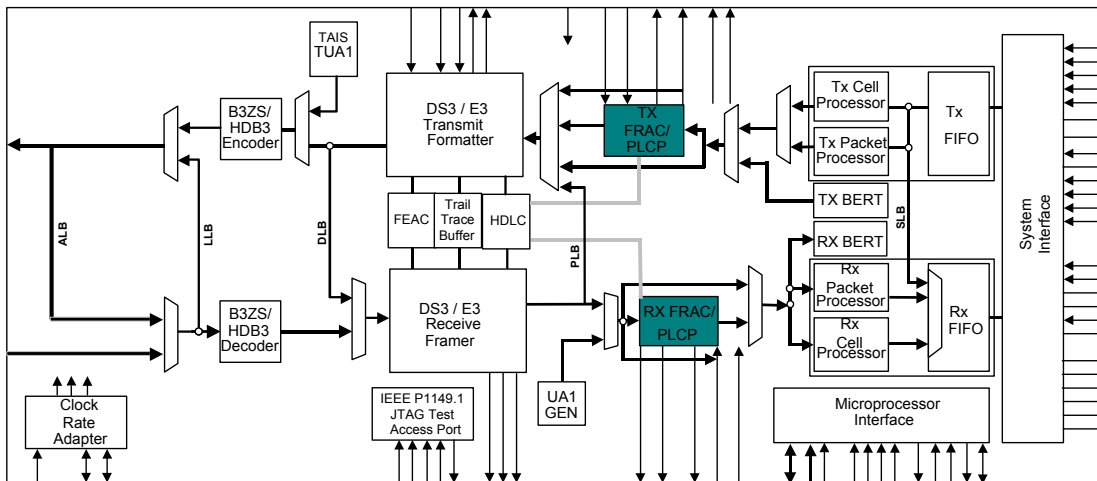 TAIS
TUA1
B3ZS/
HDB3
Encoder
DS3 / E3
Transmit
Formatter
TX
FRAC/
PLCP
Tx Cell
Processor
Tx Packet
Processor
Tx
FIFO
TX BERT
RX BERT
System
Interface
ALB
LLB
DLB
FEAC
Trail
Trace
Buffer
HDLC
PLB
SLB
B3ZS/
HDB3
Decoder
DS3 / E3
Receive
Framer
RX FRAC/
PLCP
Rx
Packet
Processor
Rx
Cell
Processor
Rx
FIFO
UA1
GEN
Clock
Rate
Adapter
IEEE P1149.1
JTAG Test
Access Port
Microprocessor
Interface